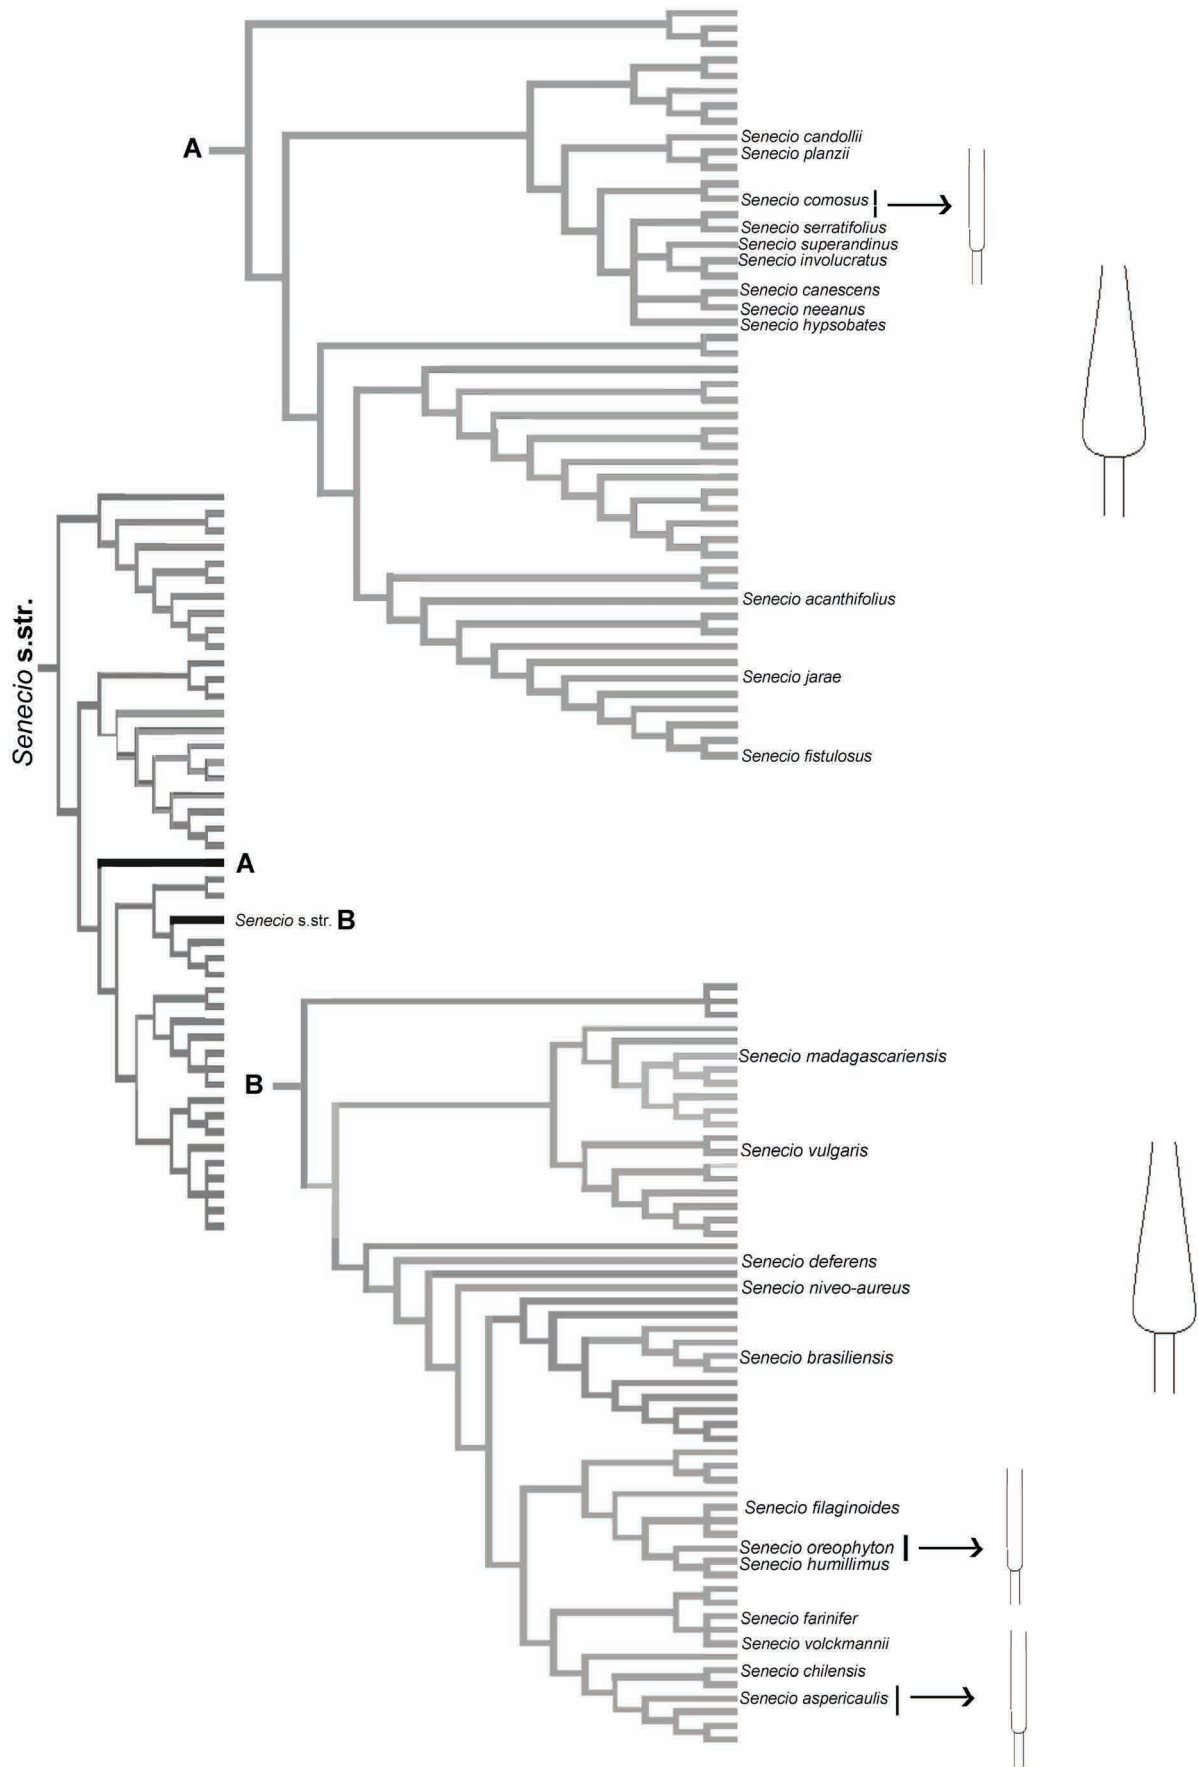 A
Senecio candollii
Senecio planzii
Senecio comosus
Senecio serratifolius
Senecio superandinus
Senecio involucratus
Senecio canescens
Senecio neeanus
Senecio hypsobates
Senecio acanthifolius
Senecio jarae
Senecio fistulosus
Senecio s.str.
A
Senecio s.str. B
B
Senecio madagascariensis
Senecio vulgaris
Senecio deferens
Senecio niveo-aureus
Senecio brasiliensis
Senecio filaginoides
Senecio oreophyton
Senecio humillimus
Senecio farinifer
Senecio volckmannii
Senecio chilensis
Senecio aspericaulis